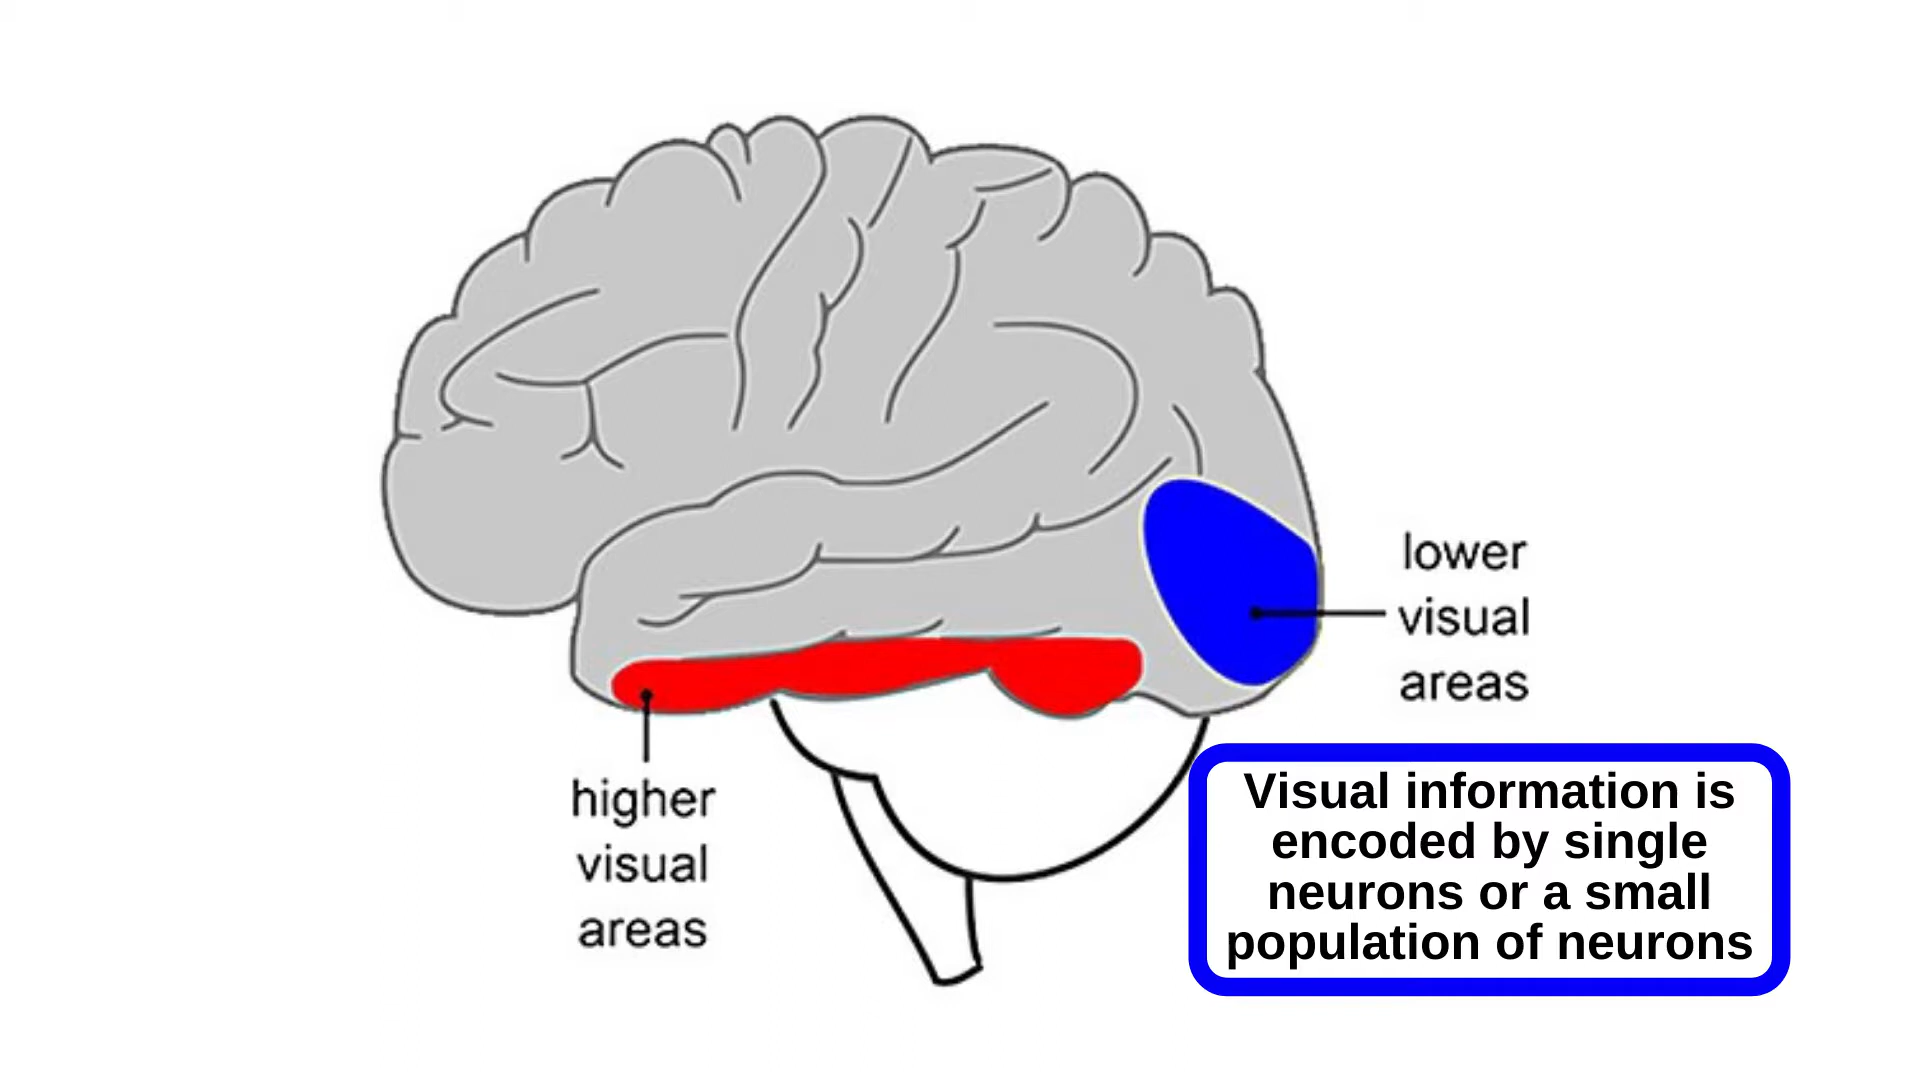 lower
visual
areas
higher
visual
areas
Visual information is
encoded by single
neurons or a small
population of neurons